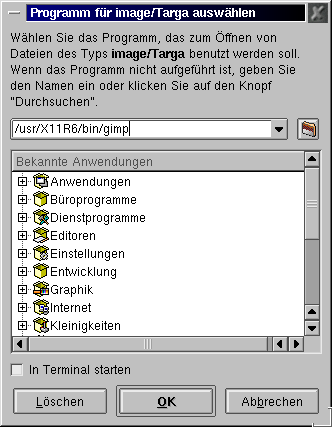 Programm für image/Targa auswählen
Wählen Sie das Programm, das zum Öffnen von
Dateien des Typs image/Targa benutzt werden soll.
Wenn das Programm nicht aufgeführt ist, geben Sie
den Namen ein oder klicken Sie auf den Knopf
"Durchsuchen".
/usr/X11R6/bin/gimp
Bekannte Anwendungen
Anwendungen
Büroprogramme
Dienstprogramme
Editoren
Einstellungen
Entwicklung
Graphik
Internet
Kleinigkeiten
In Terminal starten
Löschen OK Abbrechen